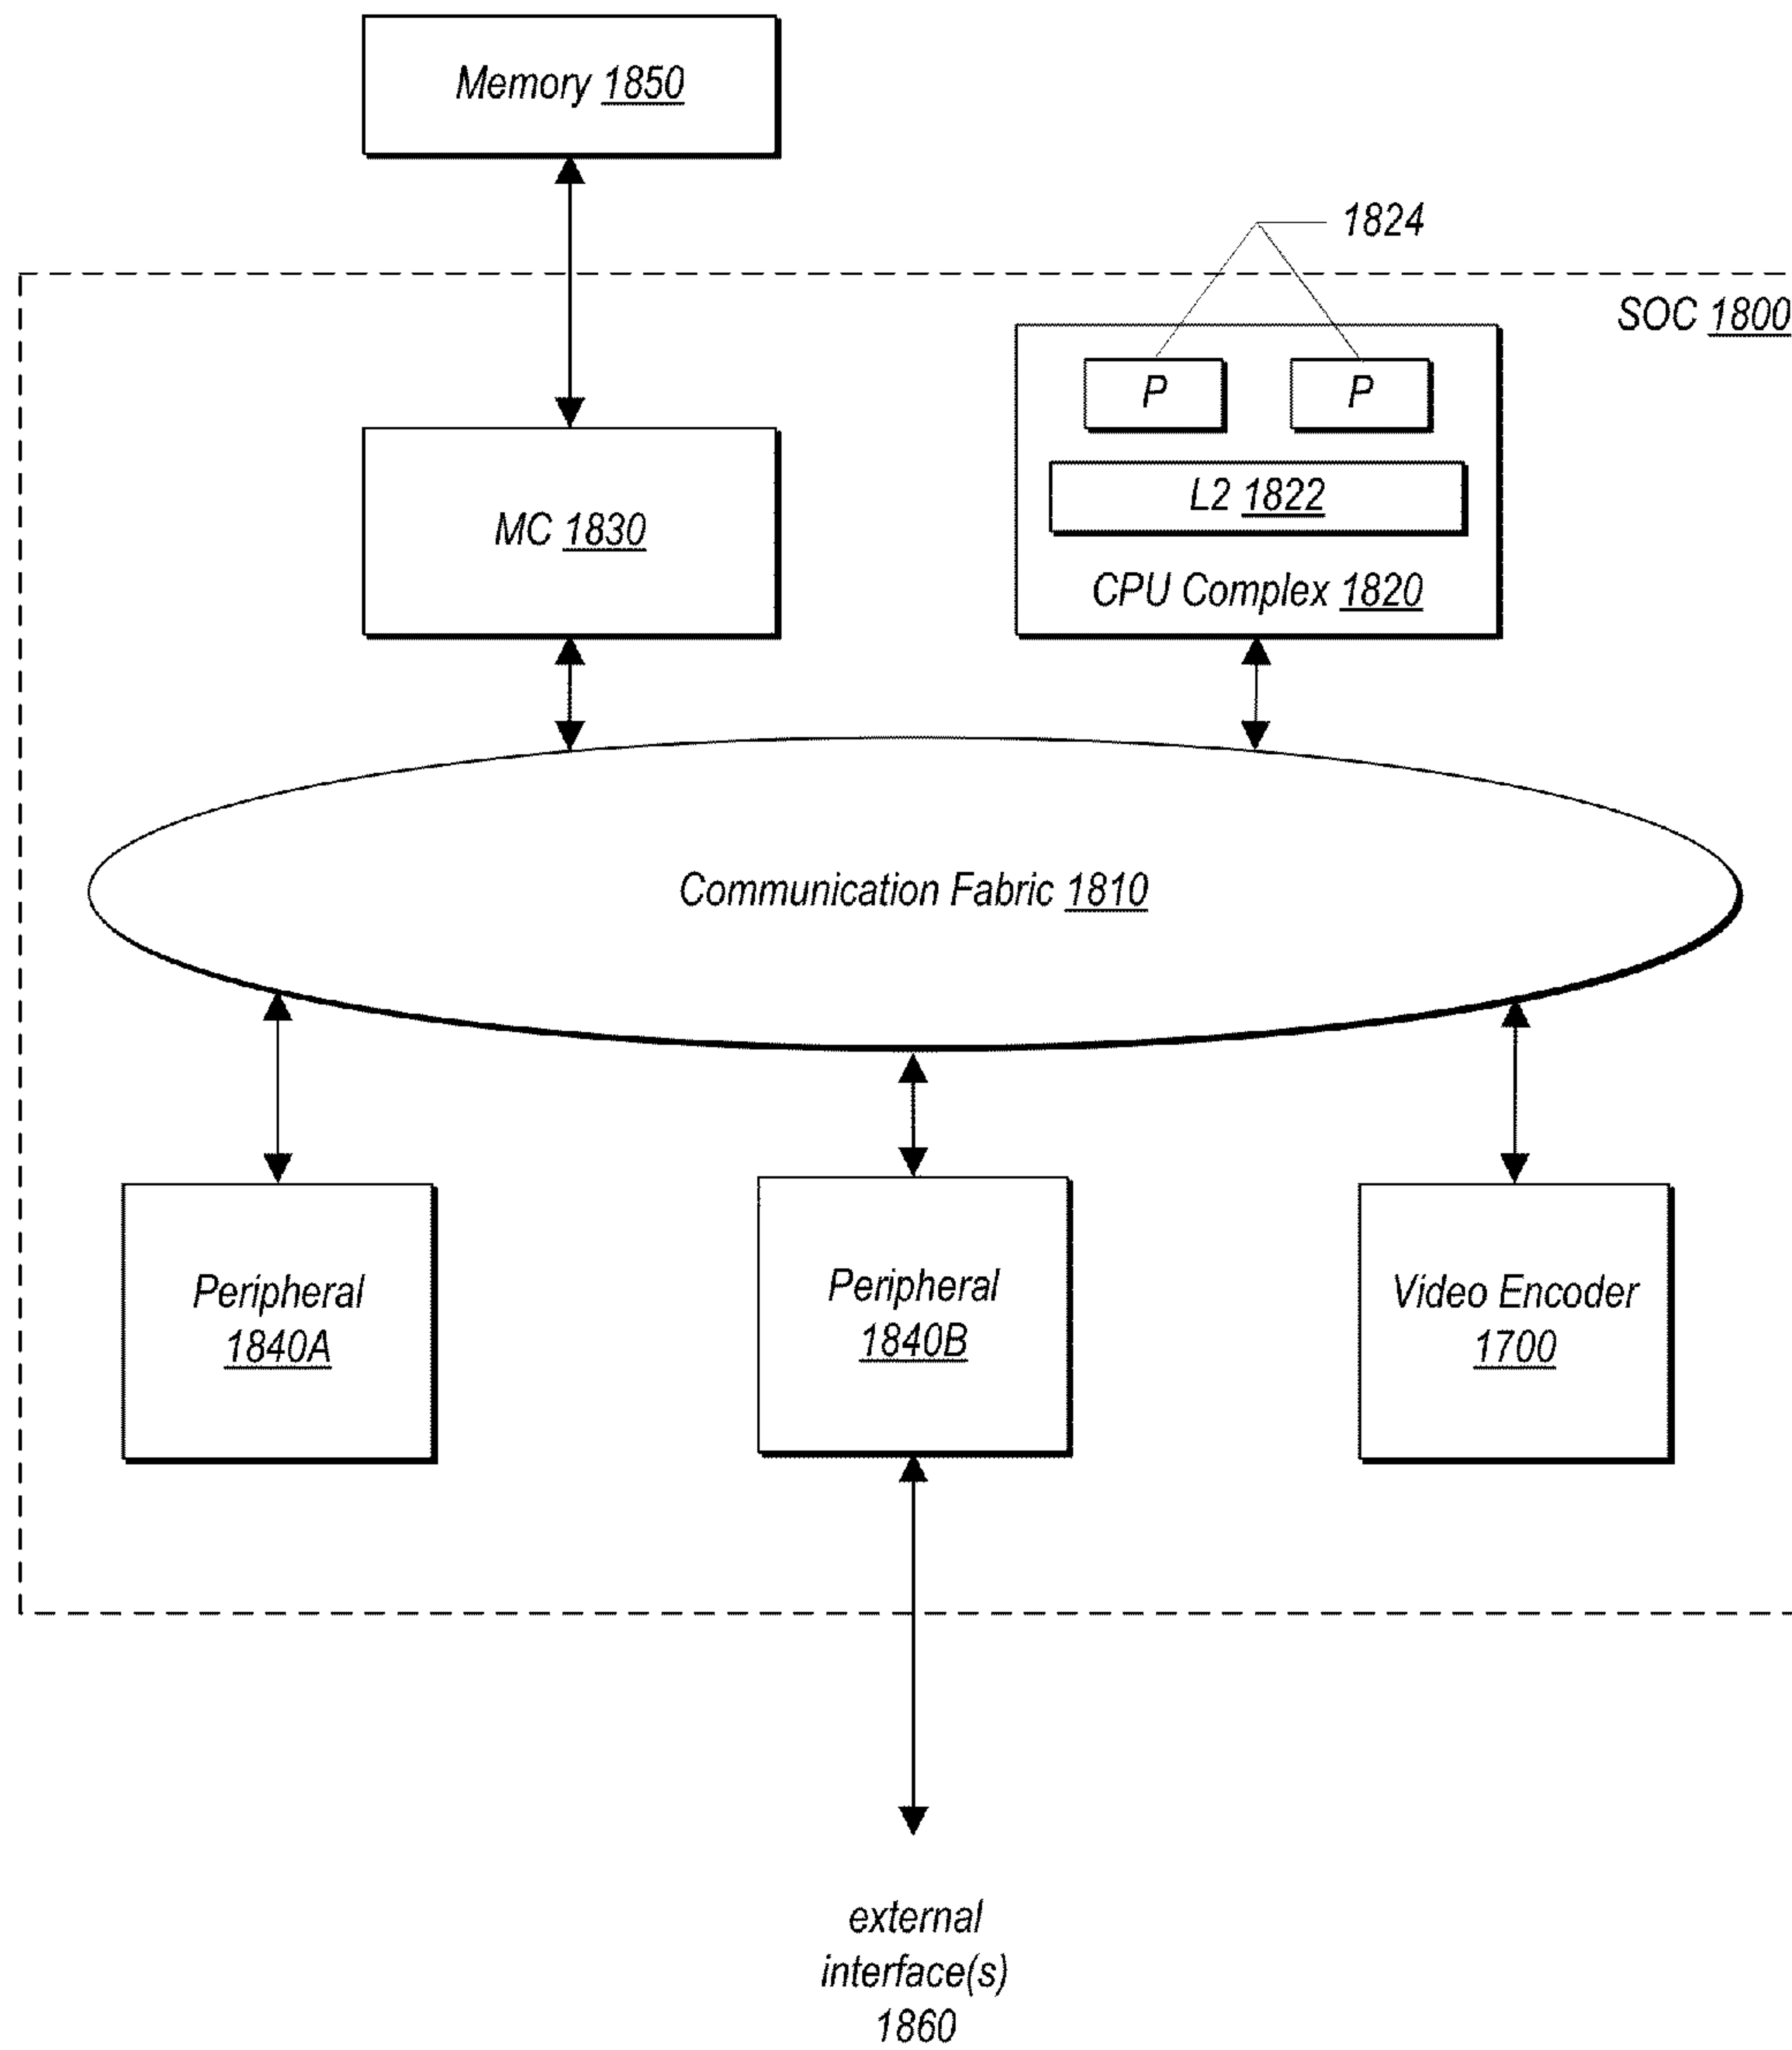 Memory 1850
1824
SOC 1800
P
P
MC 1830
L2 1822
CPU Complex 1820
Communication Fabric 1810
Peripheral
1840A
Peripheral
1840B
Video Encoder
1700
external
interface(s)
1860